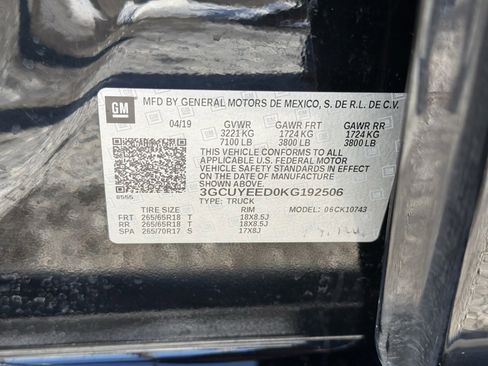 GM
MFD BY GENERAL MOTORS DE MEXICO, S. DE R.L. DE C.V.
04/19 GVWR GAWR FRT GAWR RR
3221 KG 1724 KG 1724 KG
7100 LB 3800 LB 3800 LB
THIS VEHICLE CONFORMS TO ALL
APPLICABLE U.S. FEDERAL MOTOR
VEHICLE SAFETY STANDARDS IN
EFFECT ON THE DATE OF
MANUFACTURE SHOWN ABOVE.
3GCUYEED0KG192506
TYPE: TRUCK MODEL: 06CK10743
TIRE SIZE RIM
FRT 265/65R18 T 18X8.5J
RR 265/65R18 T 18X8.5J
SPA 265/70R17 S 17X8J